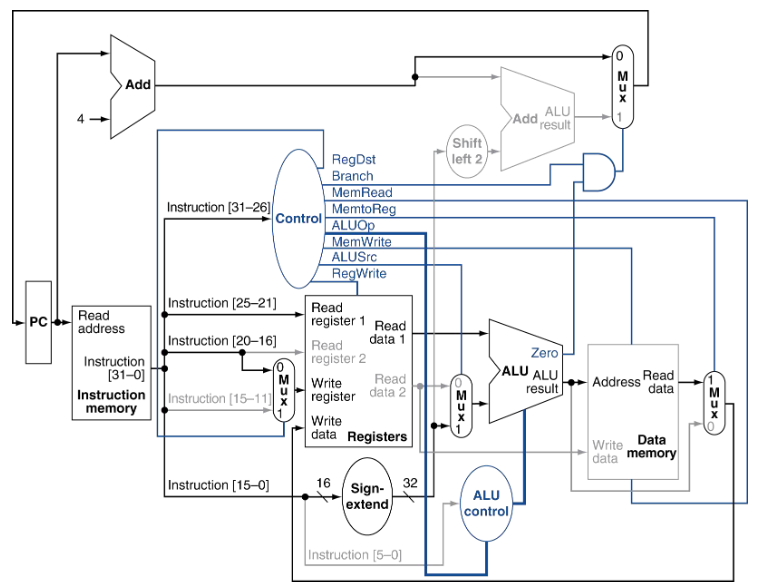 0
M
u
x
1
Add
4
Add
ALU
result
Shift
left 2
RegDst
Branch
MemRead
MemtoReg
ALUOp
MemWrite
ALUSrc
RegWrite
Control
Instruction [31–26]
Instruction [25–21]
Instruction [20–16]
Instruction [15–11]
Instruction [15–0]
Instruction [5–0]
PC
Read
address
Instruction
[31–0]
Instruction
memory
0
M
u
x
1
Read
register 1
Read
data 1
Read
register 2
Write
register
Read
data 2
Write
data
Registers
0
M
u
x
1
Zero
ALU
ALU
result
Address
Read
data
Write
data
Data
memory
1
M
u
x
0
16
Sign-
extend
32
ALU
control